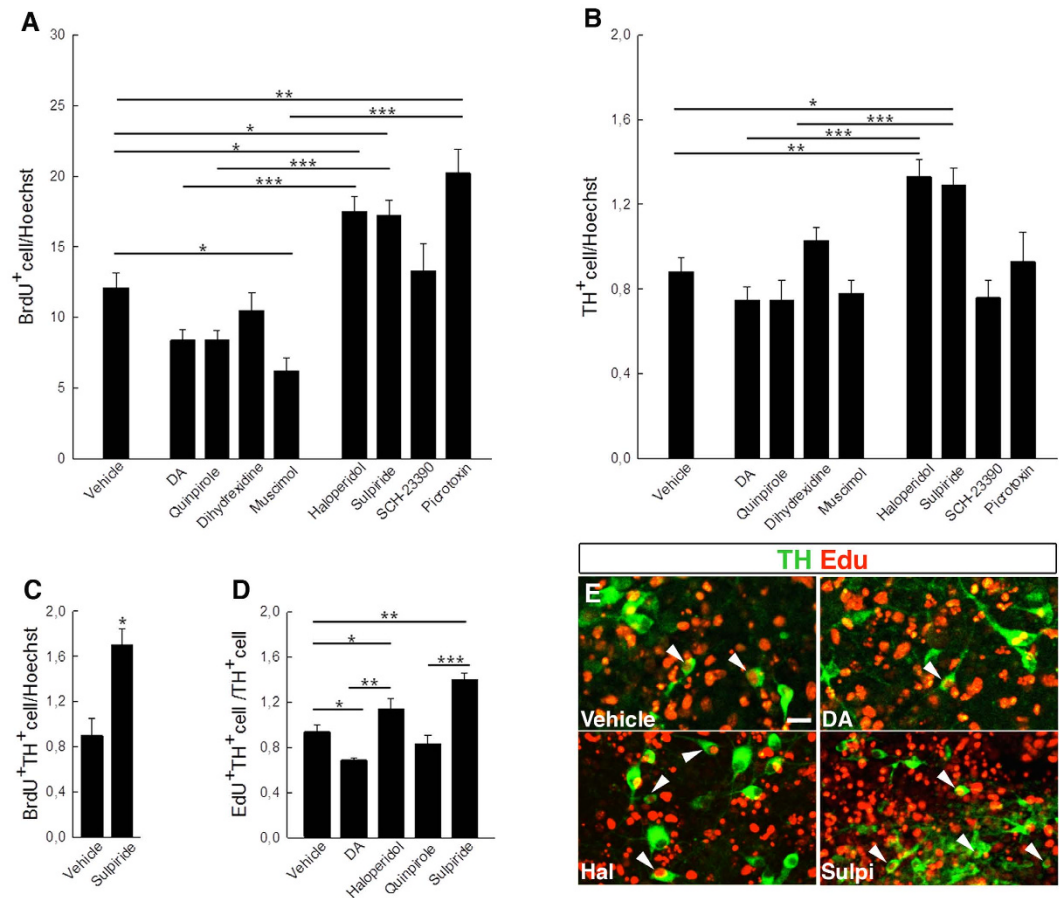 A
30
25
20
15
10
5
0
BrdU⁺cell/Hoechst
**
***
*
*
***
***
*
Vehicle
DA
Quinpirole
Dihydrexidine
Muscimol
Haloperidol
Sulpiride
SCH-23390
Picrotoxin
B
2,0
1,6
1,2
0,8
0,4
0,0
TH⁺cell/Hoechst
*
***
***
**
Vehicle
DA
Quinpirole
Dihydrexidine
Muscimol
Haloperidol
Sulpiride
SCH-23390
Picrotoxin
C
2,0
1,6
1,2
0,8
0,4
0,0
BrdU⁺TH⁺cell/Hoechst
*
Vehicle
Sulpiride
D
2,0
1,6
1,2
0,8
0,4
0,0
EdU⁺TH⁺cell /TH⁺cell
**
*
***
**
*
Vehicle
DA
Haloperidol
Quinpirole
Sulpiride
TH Edu
E
Vehicle
DA
Hal
Sulpi